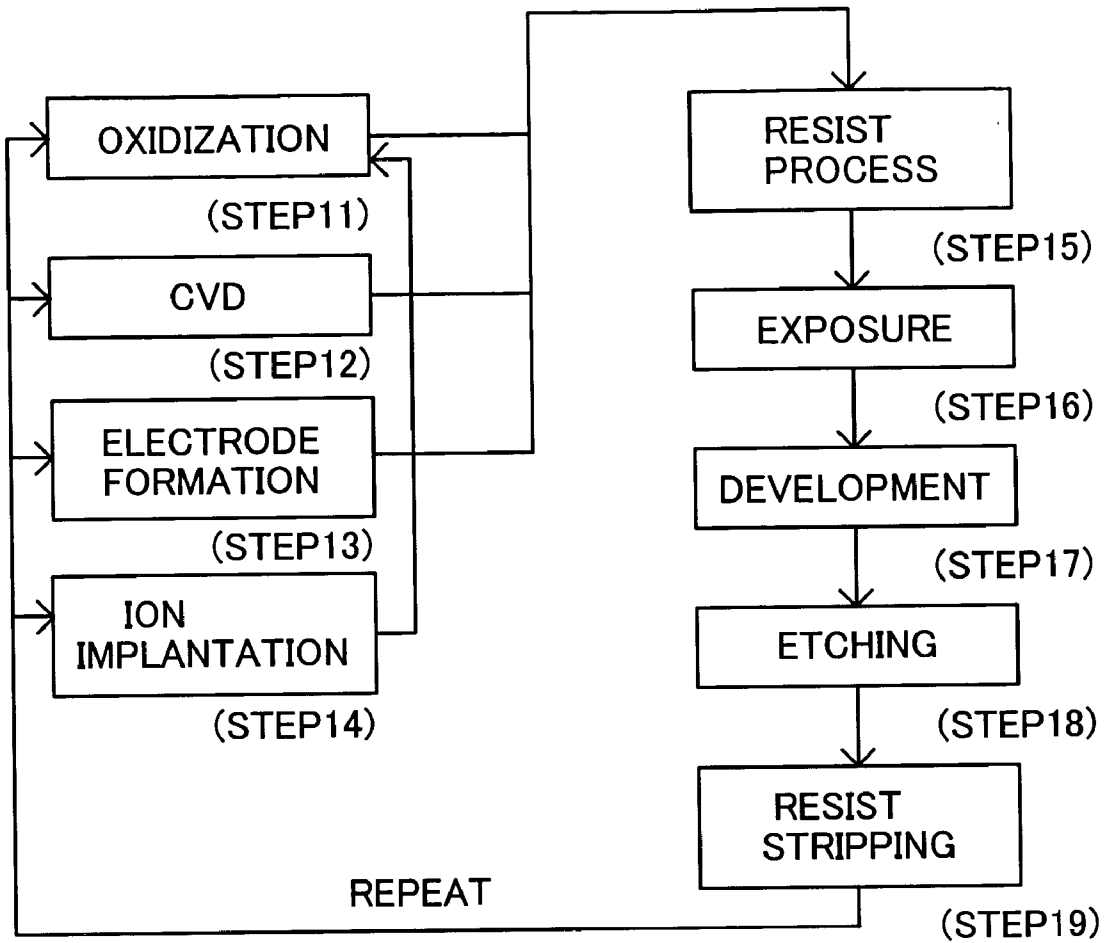 OXIDIZATION
(STEP11)
CVD
(STEP12)
ELECTRODE
FORMATION
(STEP13)
ION
IMPLANTATION
(STEP14)
RESIST
PROCESS
(STEP15)
EXPOSURE
(STEP16)
DEVELOPMENT
(STEP17)
ETCHING
(STEP18)
RESIST
STRIPPING
(STEP19)
REPEAT